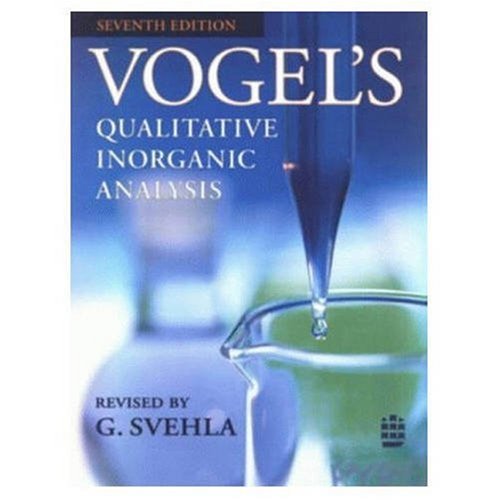 SEVENTH EDITION
VOGEL'S
QUALITATIVE
INORGANIC
ANALYSIS
REVISED BY
G. SVEHLA